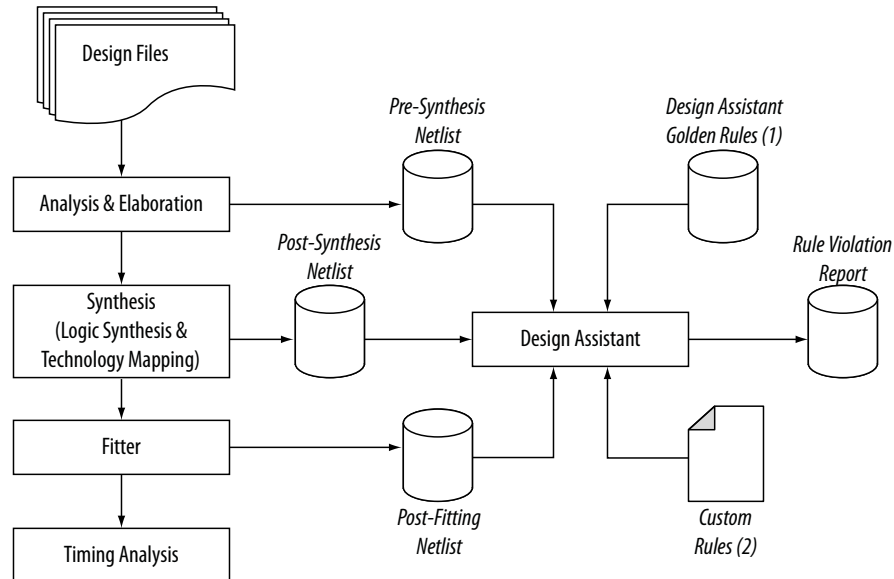 Design Files
Pre-Synthesis
Netlist
Design Assistant
Golden Rules (1)
Analysis & Elaboration
Post-Synthesis
Netlist
Rule Violation
Report
Synthesis
(Logic Synthesis &
Technology Mapping)
Design Assistant
Fitter
Post-Fitting
Netlist
Custom
Rules (2)
Timing Analysis